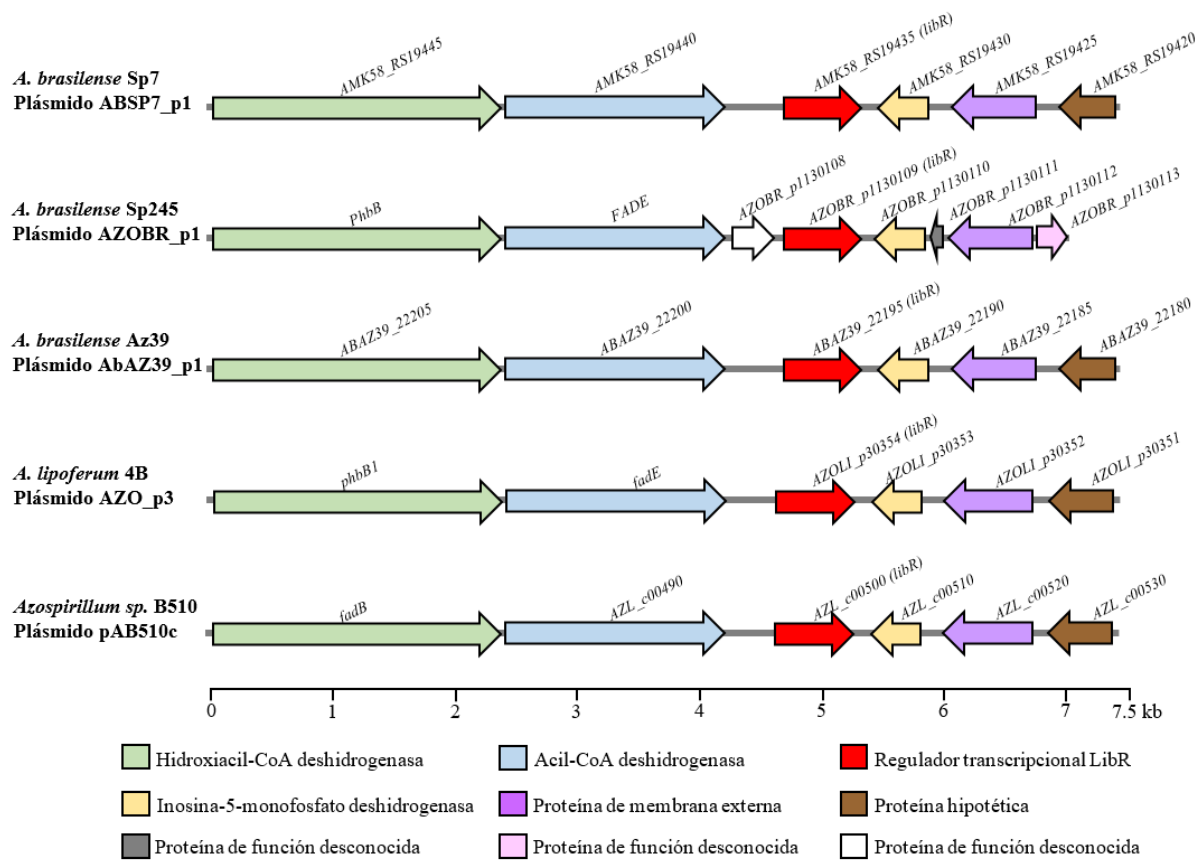 AMK58_RS19445 AMK58_RS19440 AMK58_RS19435 (libR) AMK58_RS19430 AMK58_RS19425 AMK58_RS19420
A. brasilense Sp7
Plásmido ABSP7_p1
PhbB FADE AZOBR_p1130108 AZOBR_p1130109 (libR) AZOBR_p1130110 AZOBR_p1130111 AZOBR_p1130112 AZOBR_p1130113
A. brasilense Sp245
Plásmido AZOBR_p1
ABAZ39_22205 ABAZ39_22200 ABAZ39_22195 (libR) ABAZ39_22190 ABAZ39_22185 ABAZ39_22180
A. brasilense Az39
Plásmido AbAZ39_p1
phbB1 fadE AZOLI_p30354 (libR) AZOLI_p30353 AZOLI_p30352 AZOLI_p30351
A. lipoferum 4B
Plásmido AZO_p3
fadB AZL_c00490 AZL_c00500 (libR) AZL_c00510 AZL_c00520 AZL_c00530
Azospirillum sp. B510
Plásmido pAB510c
0 1 2 3 4 5 6 7 7.5 kb
Hidroxiacil-CoA deshidrogenasa Acil-CoA deshidrogenasa Regulador transcripcional LibR
Inosina-5-monofosfato deshidrogenasa Proteína de membrana externa Proteína hipotética
Proteína de función desconocida Proteína de función desconocida Proteína de función desconocida